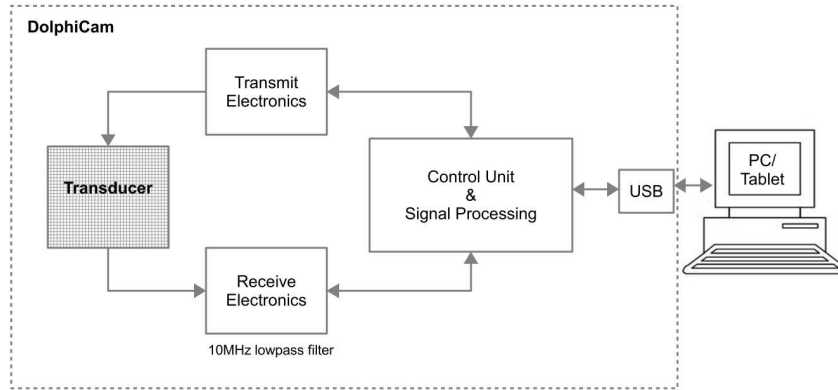 DolphiCam
Transmit
Electronics
Transducer
Control Unit
&
Signal Processing
USB
PC/
Tablet
Receive
Electronics
10MHz lowpass filter